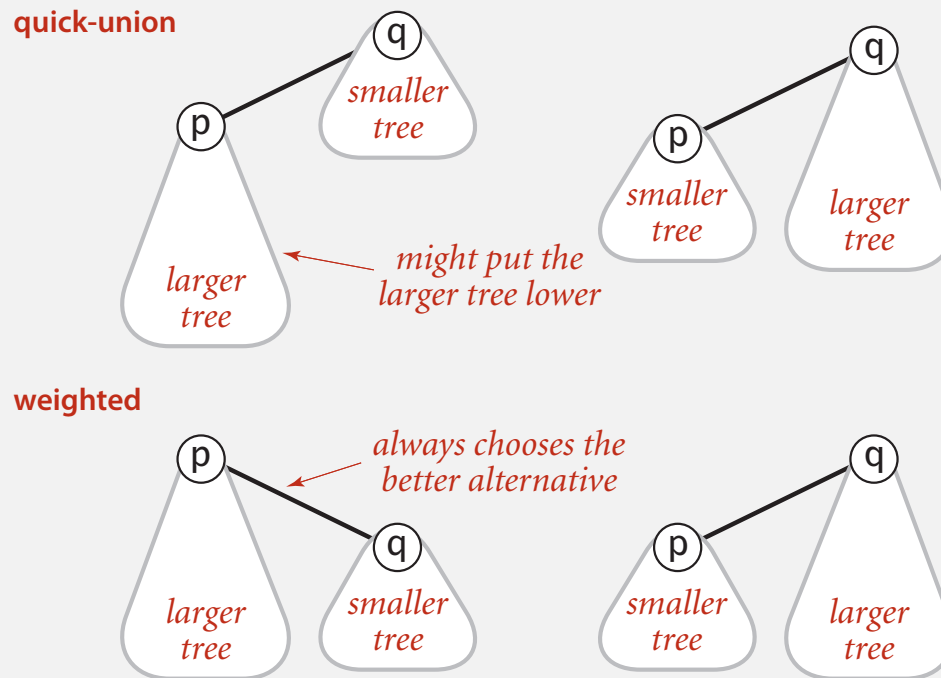 quick-union
q
smaller
tree
p
larger
tree
might put the
larger tree lower
q
p
smaller
tree
larger
tree
weighted
p
always chooses the
better alternative
q
larger
tree
smaller
tree
q
p
smaller
tree
larger
tree